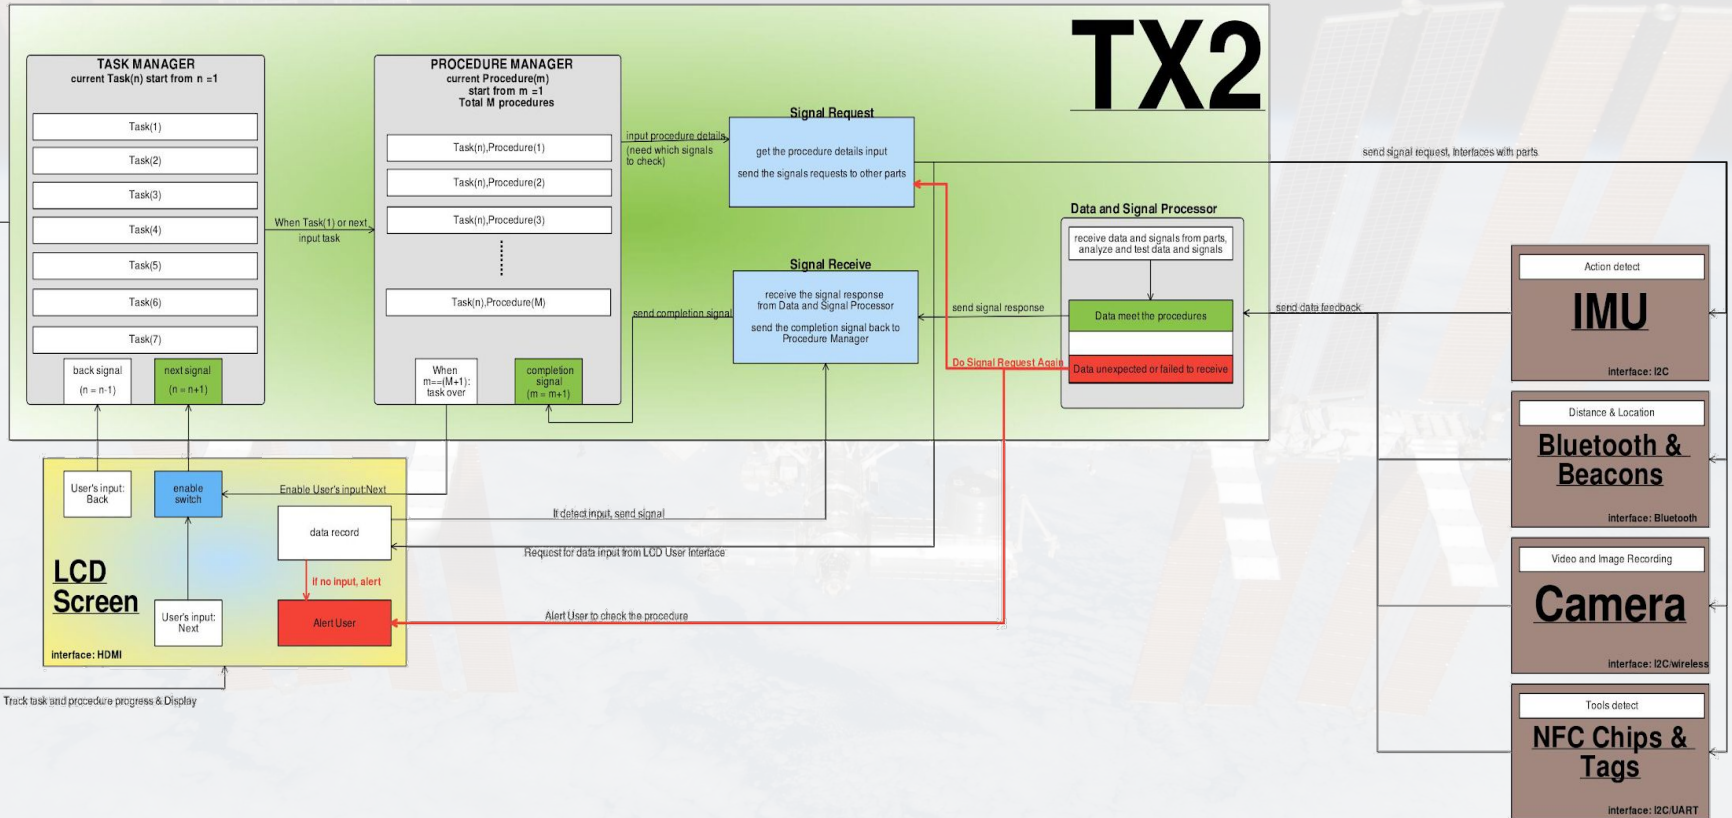 TX2
TASK MANAGER
current Task(n) start from n =1
Task(1)
Task(2)
Task(3)
Task(4)
Task(5)
Task(6)
Task(7)
back signal
(n = n-1)
next signal
(n = n+1)
When Task(1) or next
input task
PROCEDURE MANAGER
current Procedure(m)
start from m =1
Total M procedures
Task(n),Procedure(1)
Task(n),Procedure(2)
Task(n),Procedure(3)
Task(n),Procedure(M)
When
m==(M+1):
task over
completion
signal
(m = m+1)
input procedure details
(need which signals
to check)
Signal Request
get the procedure details input
send the signals requests to other parts
Signal Receive
receive the signal response
from Data and Signal Processor
send the completion signal back to
Procedure Manager
send completion signal
send signal response
Do Signal Request Again
Data and Signal Processor
receive data and signals from parts,
analyze and test data and signals
Data meet the procedures
Data unexpected or failed to receive
send signal request, Interfaces with parts
send data feedback
Action detect
IMU
interface: I2C
Distance & Location
Bluetooth &
Beacons
interface: Bluetooth
Video and Image Recording
Camera
interface: I2C/wireless
Tools detect
NFC Chips &
Tags
interface: I2C/UART
User's input:
Back
enable
switch
Enable User's input:Next
data record
If detect input, send signal
Request for data input from LCD User Interface
if no input, alert
LCD
Screen
User's input:
Next
Alert User
Alert User to check the procedure
interface: HDMI
Track task and procedure progress & Display